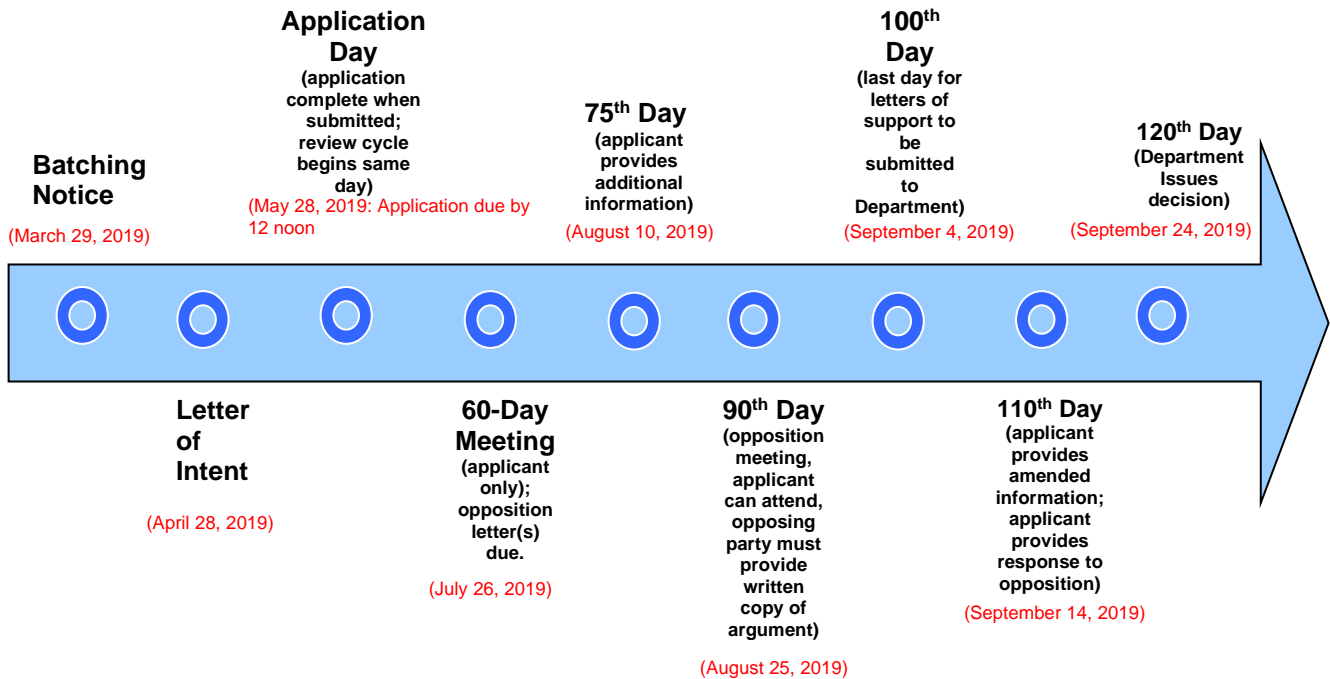 Batching
Notice
(March 29, 2019)
Letter
of
Intent
(April 28, 2019)
Application
Day
(application
complete when
submitted;
review cycle
begins same
day)
(May 28, 2019: Application due by
12 noon
60-Day
Meeting
(applicant
only);
opposition
letter(s)
due.
(July 26, 2019)
75th Day
(applicant
provides
additional
information)
(August 10, 2019)
90th Day
(opposition
meeting,
applicant
can attend,
opposing
party must
provide
written
copy of
argument)
(August 25, 2019)
100th
Day
(last day for
letters of
support to
be
submitted
to
Department)
(September 4, 2019)
110th Day
(applicant
provides
amended
information;
applicant
provides
response to
opposition)
(September 14, 2019)
120th Day
(Department
Issues
decision)
(September 24, 2019)